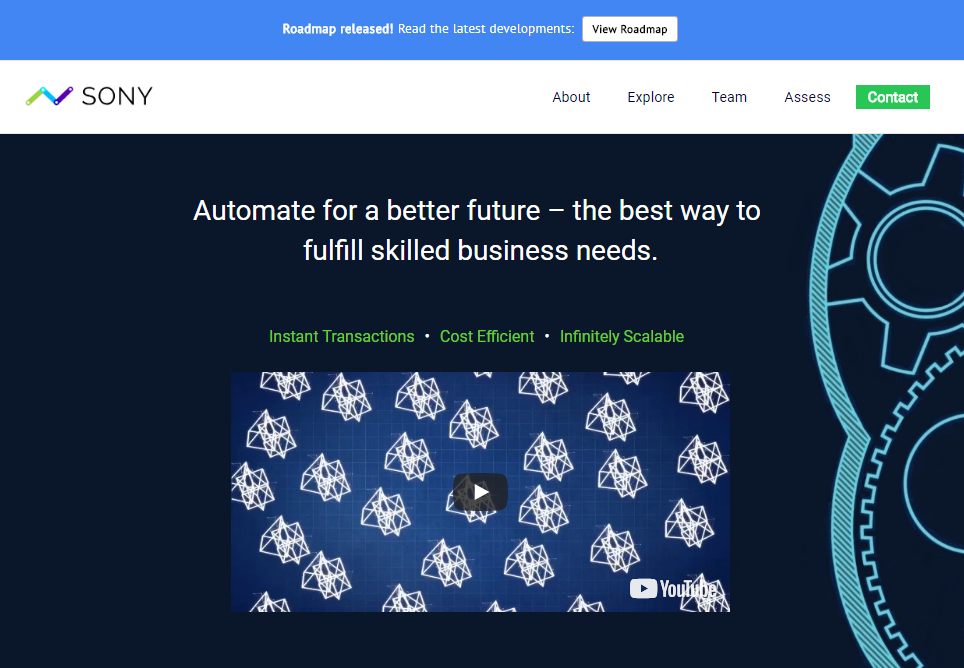 Roadmap released! Read the latest developments: View Roadmap
SONY About Explore Team Assess Contact
Automate for a better future – the best way to
fulfill skilled business needs.
Instant Transactions • Cost Efficient • Infinitely Scalable
YouTube